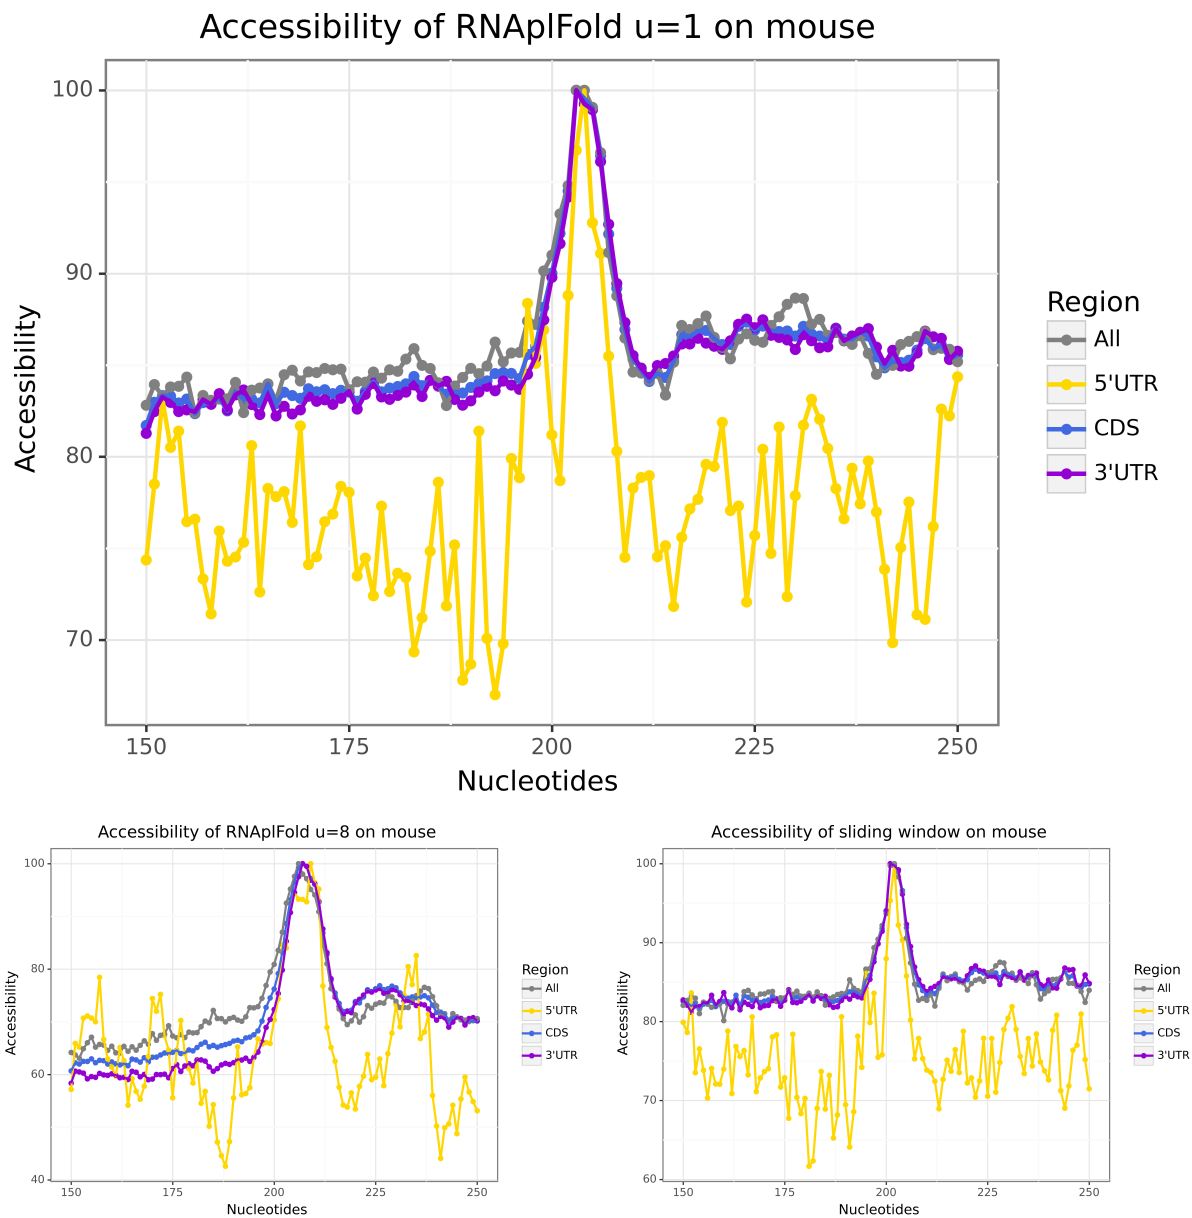 Accessibility of RNAplFold u=1 on mouse
100
90
80
70
Accessibility
150 175 200 225 250
Nucleotides
Region
All
5'UTR
CDS
3'UTR
Accessibility of RNAplFold u=8 on mouse
100
80
60
40
Accessibility
150 175 200 225 250
Nucleotides
Region
All
5'UTR
CDS
3'UTR
Accessibility of sliding window on mouse
100
90
80
70
60
Accessibility
150 175 200 225 250
Nucleotides
Region
All
5'UTR
CDS
3'UTR